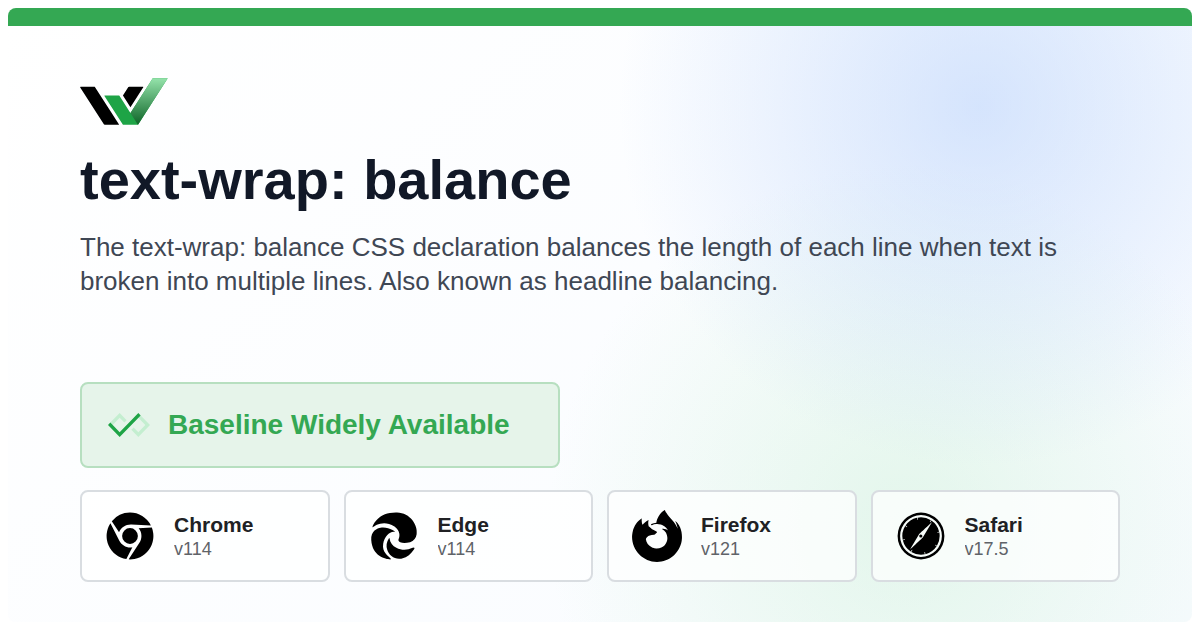 text-wrap: balance
The text-wrap: balance CSS declaration balances the length of each line when text is
broken into multiple lines. Also known as headline balancing.
Baseline Widely Available
Chrome
v114
Edge
v114
Firefox
v121
Safari
v17.5